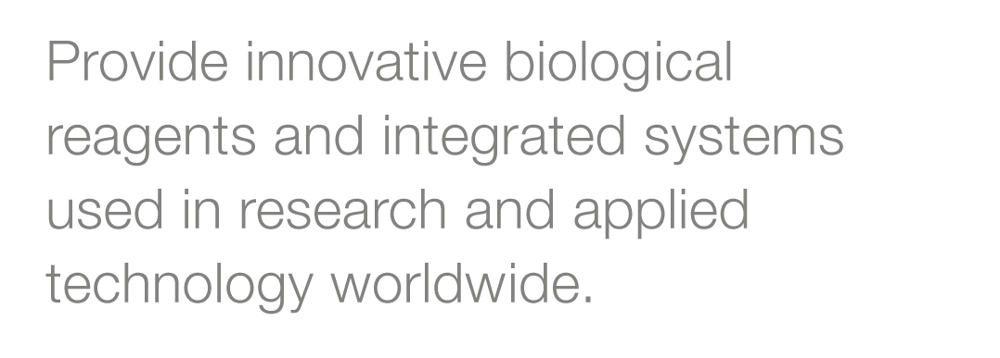 Provide innovative biological
reagents and integrated systems
used in research and applied
technology worldwide.